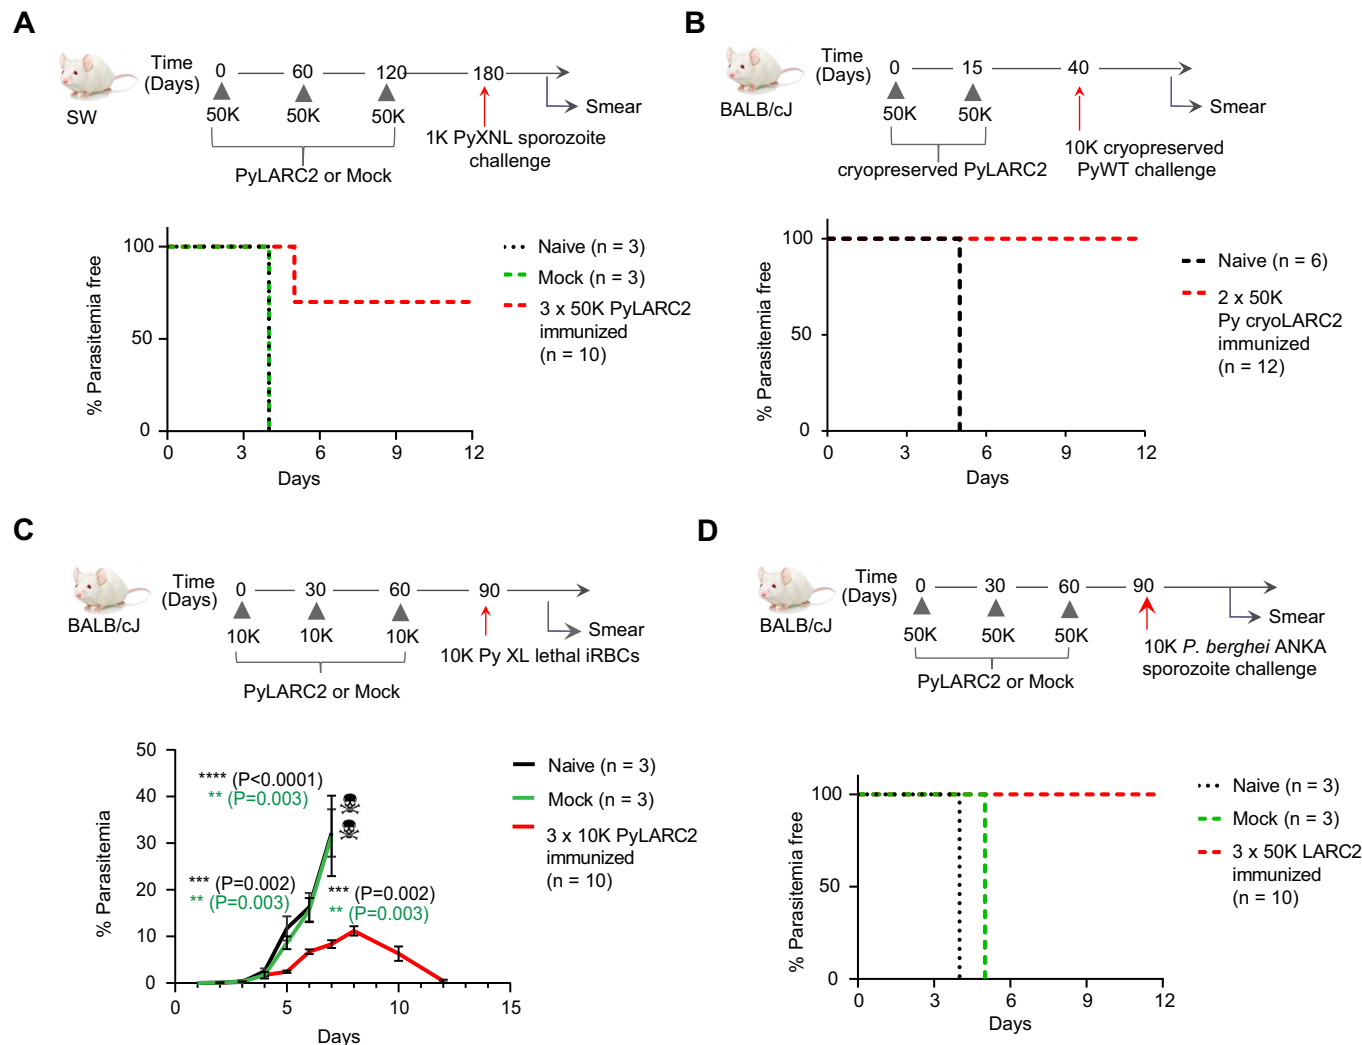 A
Time
(Days)
0 60 120 180
SW
50K 50K 50K
Smear
1K PyXNL sporozoite
challenge
PyLARC2 or Mock
100
50
0
% Parasitemia free
0 3 6 9 12
Days
Naive (n = 3)
Mock (n = 3)
3 x 50K PyLARC2
immunized
(n = 10)
B
Time
(Days)
0 15 40
BALB/cJ
50K 50K
Smear
10K cryopreserved
PyWT challenge
cryopreserved PyLARC2
100
50
0
% Parasitemia free
0 3 6 9 12
Days
Naive (n = 6)
2 x 50K
Py cryoLARC2
immunized
(n = 12)
C
Time
(Days)
0 30 60 90
BALB/cJ
10K 10K 10K
Smear
10K Py XL lethal iRBCs
PyLARC2 or Mock
50
40
30
20
10
0
% Parasitemia
**** (P<0.0001)
** (P=0.003)
*** (P=0.002)
** (P=0.003)
*** (P=0.002)
** (P=0.003)
0 5 10 15
Days
Naive (n = 3)
Mock (n = 3)
3 x 10K PyLARC2
immunized
(n = 10)
D
Time
(Days)
0 30 60 90
BALB/cJ
50K 50K 50K
Smear
10K P. berghei ANKA
sporozoite challenge
PyLARC2 or Mock
100
50
0
% Parasitemia free
0 3 6 9 12
Days
Naive (n = 3)
Mock (n = 3)
3 x 50K LARC2
immunized
(n = 10)